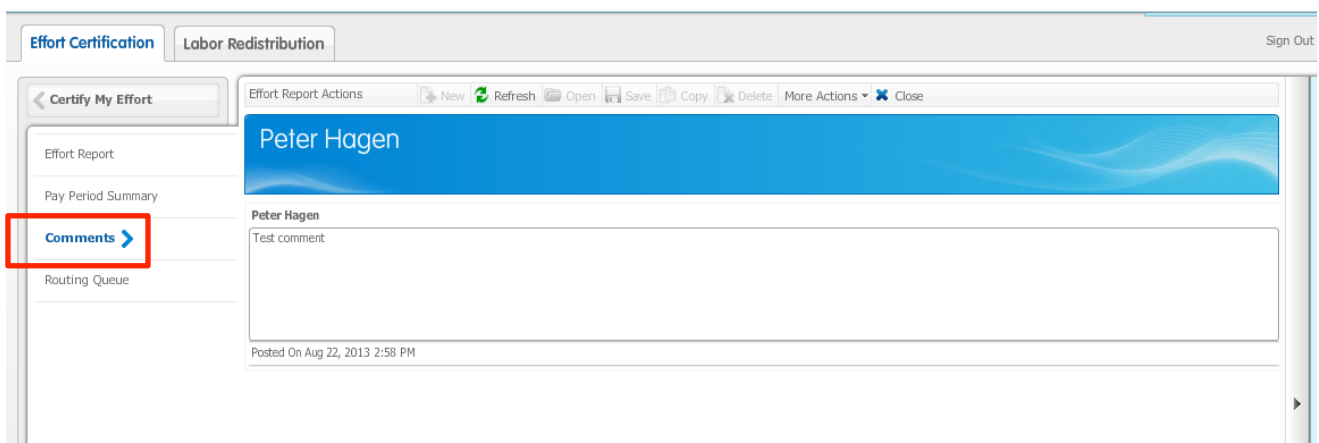 Effort Certification Labor Redistribution Sign Out
Certify My Effort
Effort Report Actions New Refresh Open Save Copy Delete More Actions Close
Peter Hagen
Effort Report
Pay Period Summary
Comments
Routing Queue
Peter Hagen
Test comment
Posted On Aug 22, 2013 2:58 PM